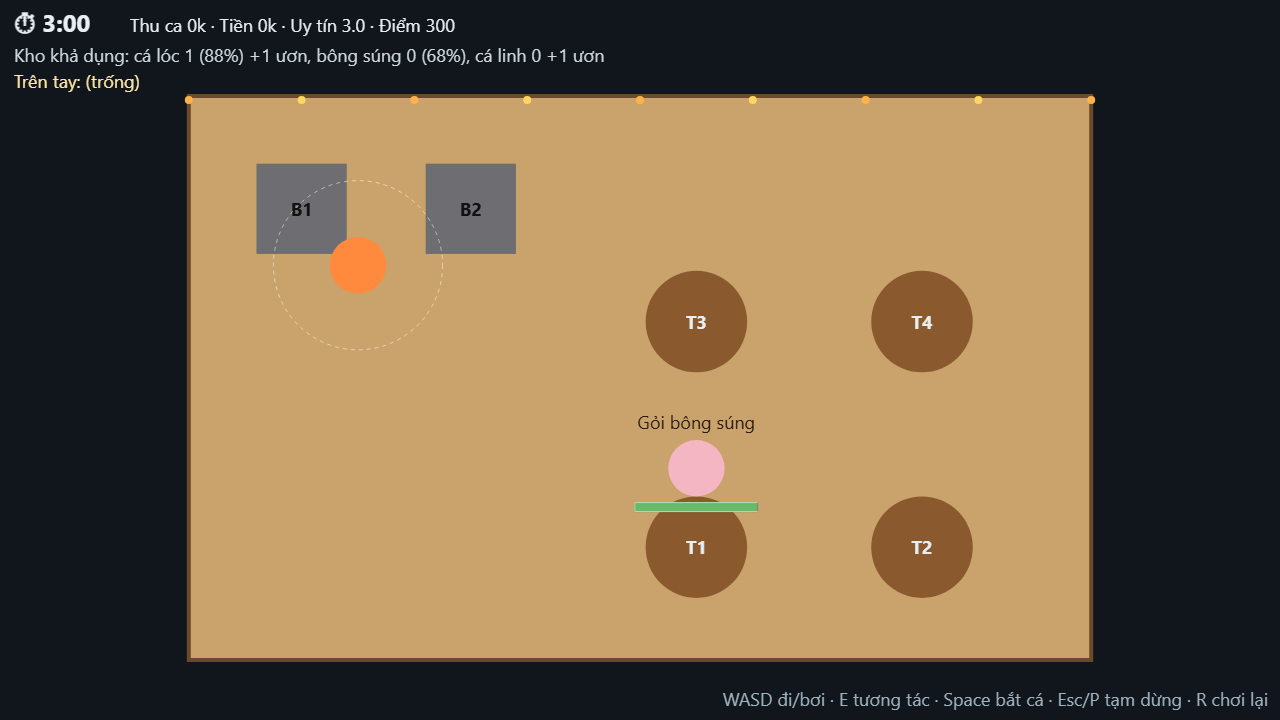 ⏱ 3:00 Thu ca 0k · Tiền 0k · Uy tín 3.0 · Điểm 300
Kho khả dụng: cá lóc 1 (88%) +1 ươn, bông súng 0 (68%), cá linh 0 +1 ươn
Trên tay: (trống)
B1 B2
T3 T4
Gỏi bông súng
T1 T2
WASD đi/bơi · E tương tác · Space bắt cá · Esc/P tạm dừng · R chơi lại